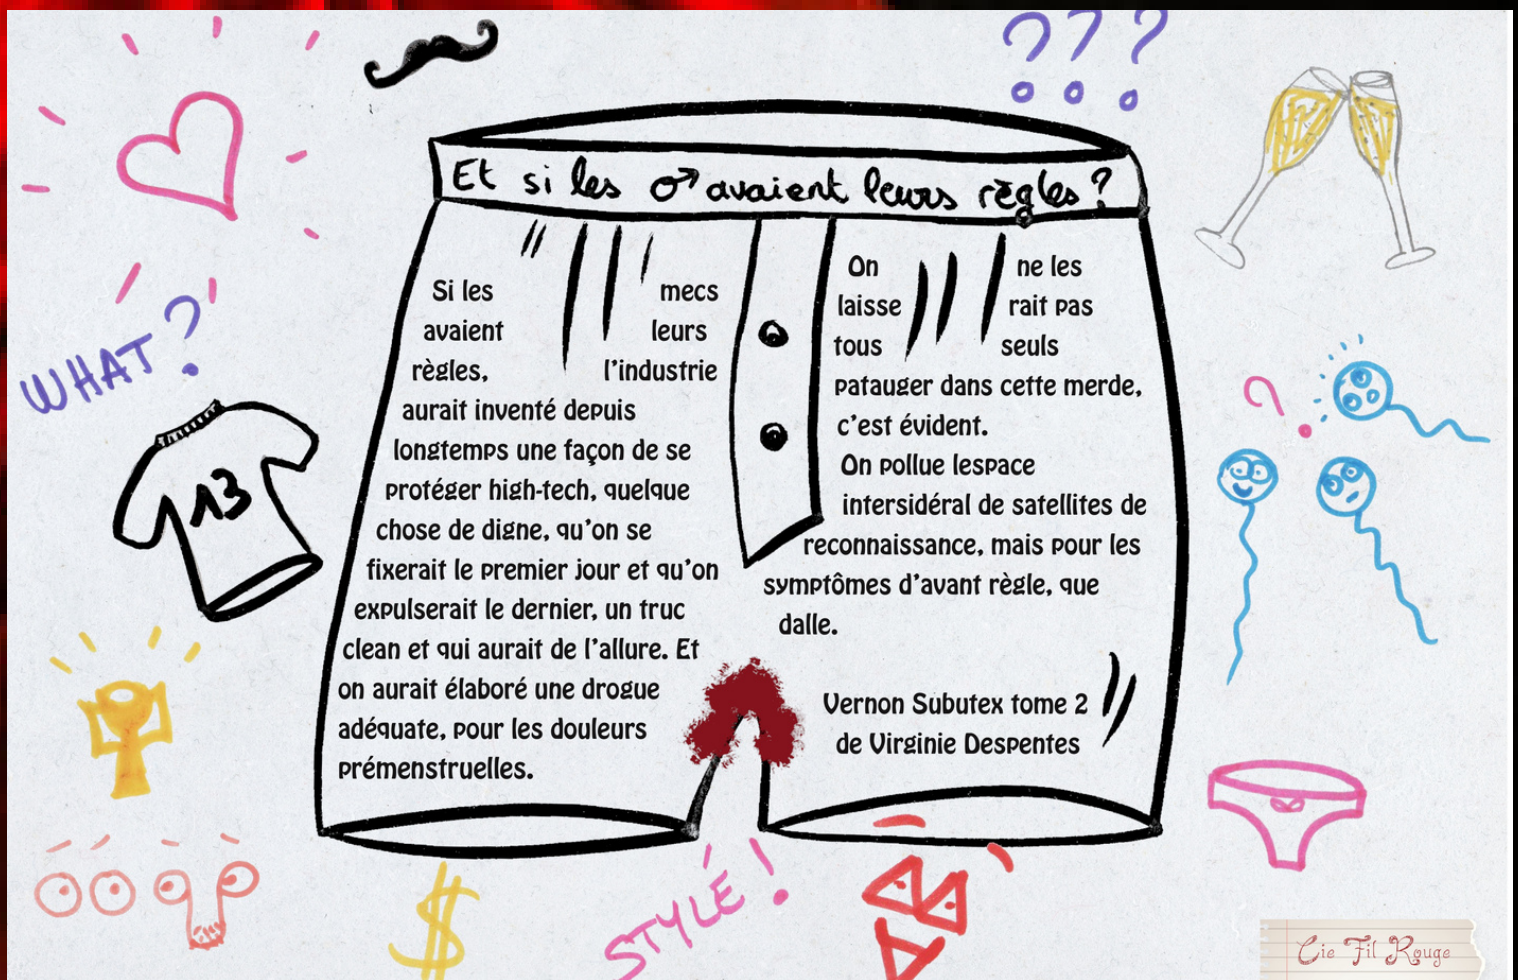 ? ? ?
Et si les ♂ avaient leurs règles ?
WHAT ?
13
Si les mecs
avaient leurs
règles, l'industrie
aurait inventé depuis
longtemps une façon de se
protéger high-tech, quelque
chose de digne, qu'on se
fixerait le premier jour et qu'on
expulserait le dernier, un truc
clean et qui aurait de l'allure. Et
on aurait élaboré une drogue
adéquate, pour les douleurs
prémenstruelles.
On ne les
laisse rait pas
tous seuls
patauger dans cette merde,
c'est évident.
On pollue lespace
intersidéral de satellites de
reconnaissance, mais pour les
symptômes d'avant règle, que
dalle.
Vernon Subutex tome 2
de Virginie Despentes
?
$
STYLÉ !
Cie Fil Rouge